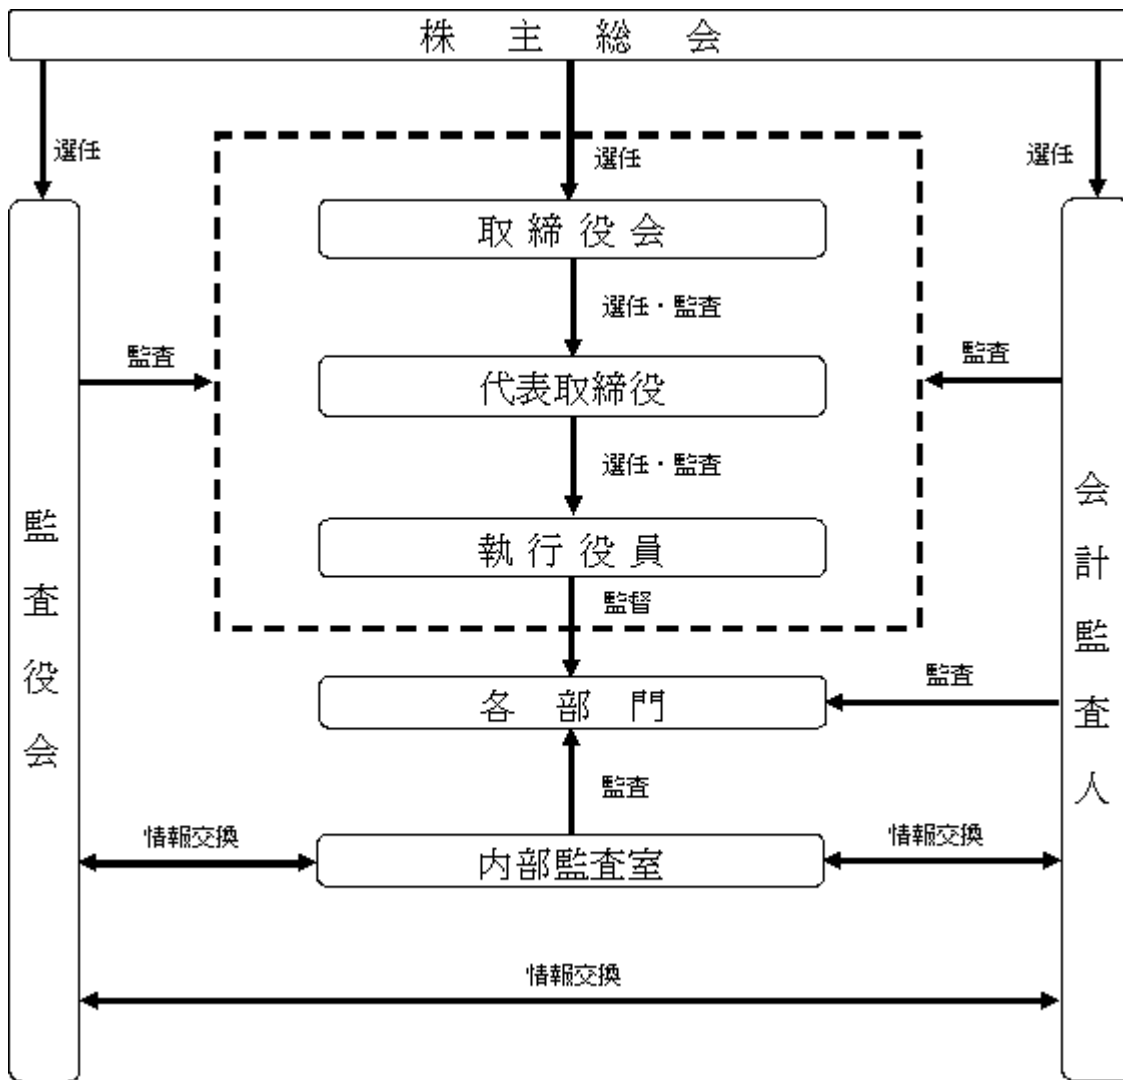 株主総会
選任
選任
選任
取締役会
選任・監査
監査
監査
代表取締役
選任・監査
監査役会
会計監査人
執行役員
監督
監査
各部門
監査
情報交換
情報交換
内部監査室
情報交換